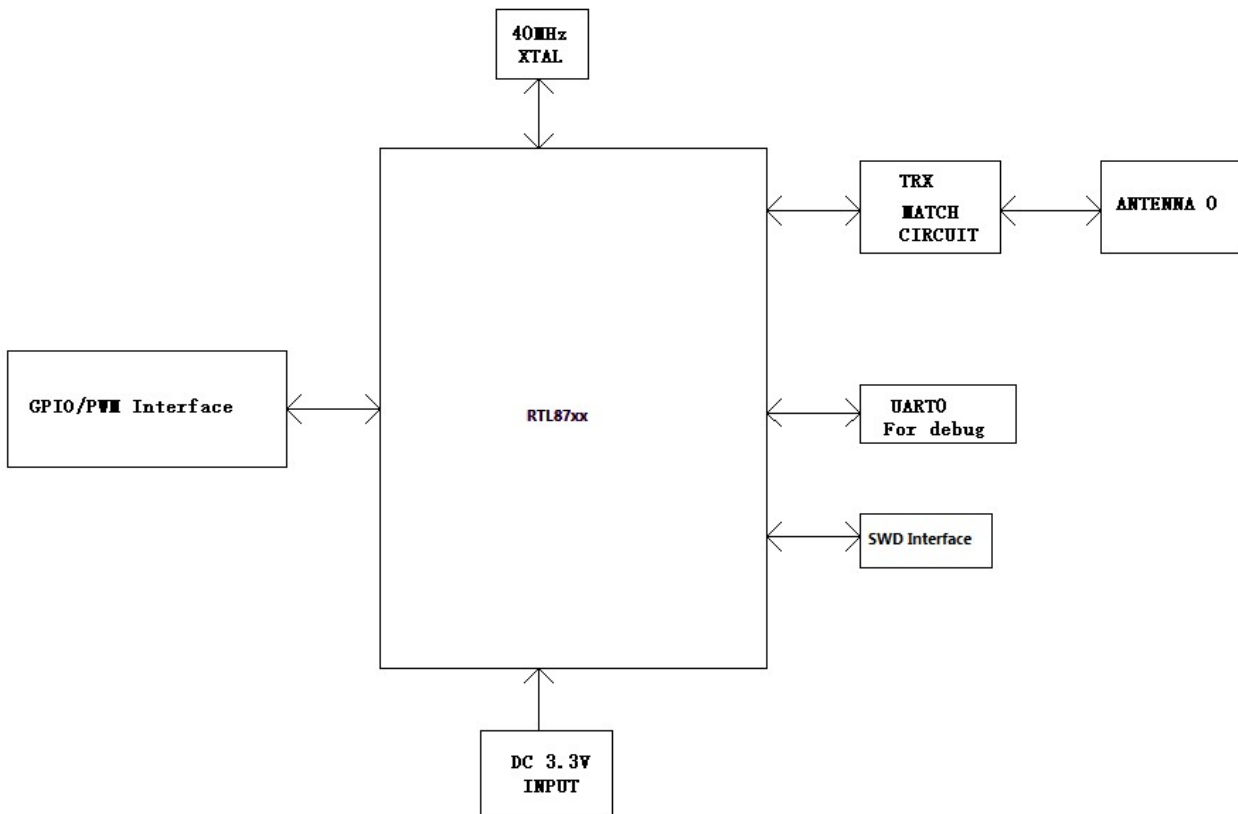 40MHz
XTAL
TRX
MATCH
CIRCUIT
ANTENNA 0
GPIO/PWM Interface
RTL87xx
UART0
For debug
SWD Interface
DC 3.3V
INPUT